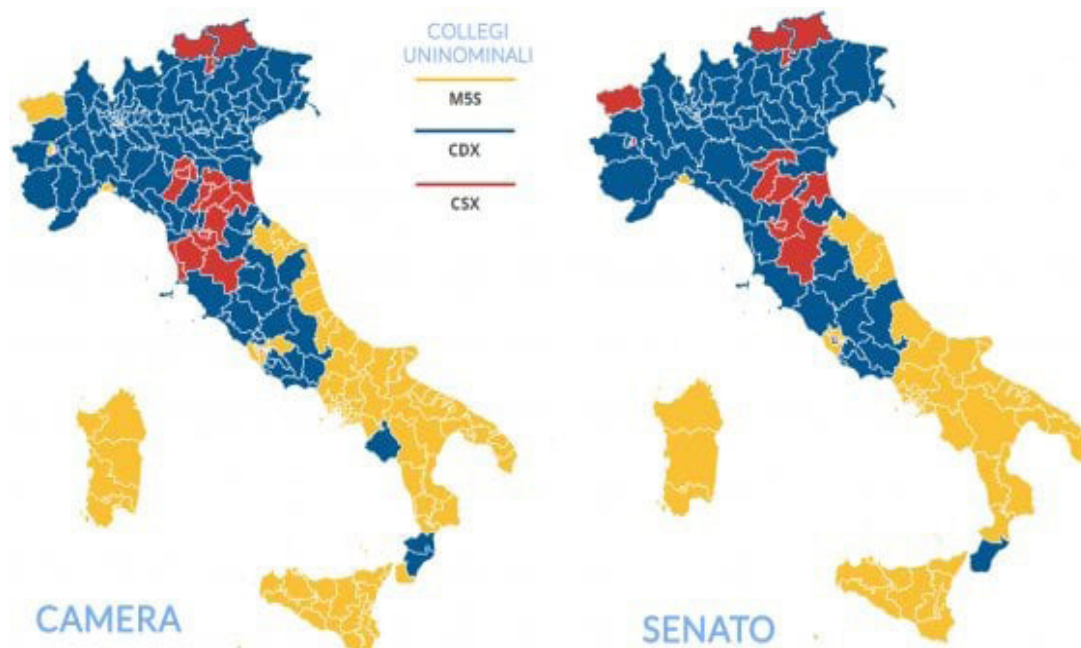 COLLEGI
UNINOMINALI
M5S
CDX
CSX
CAMERA
SENATO